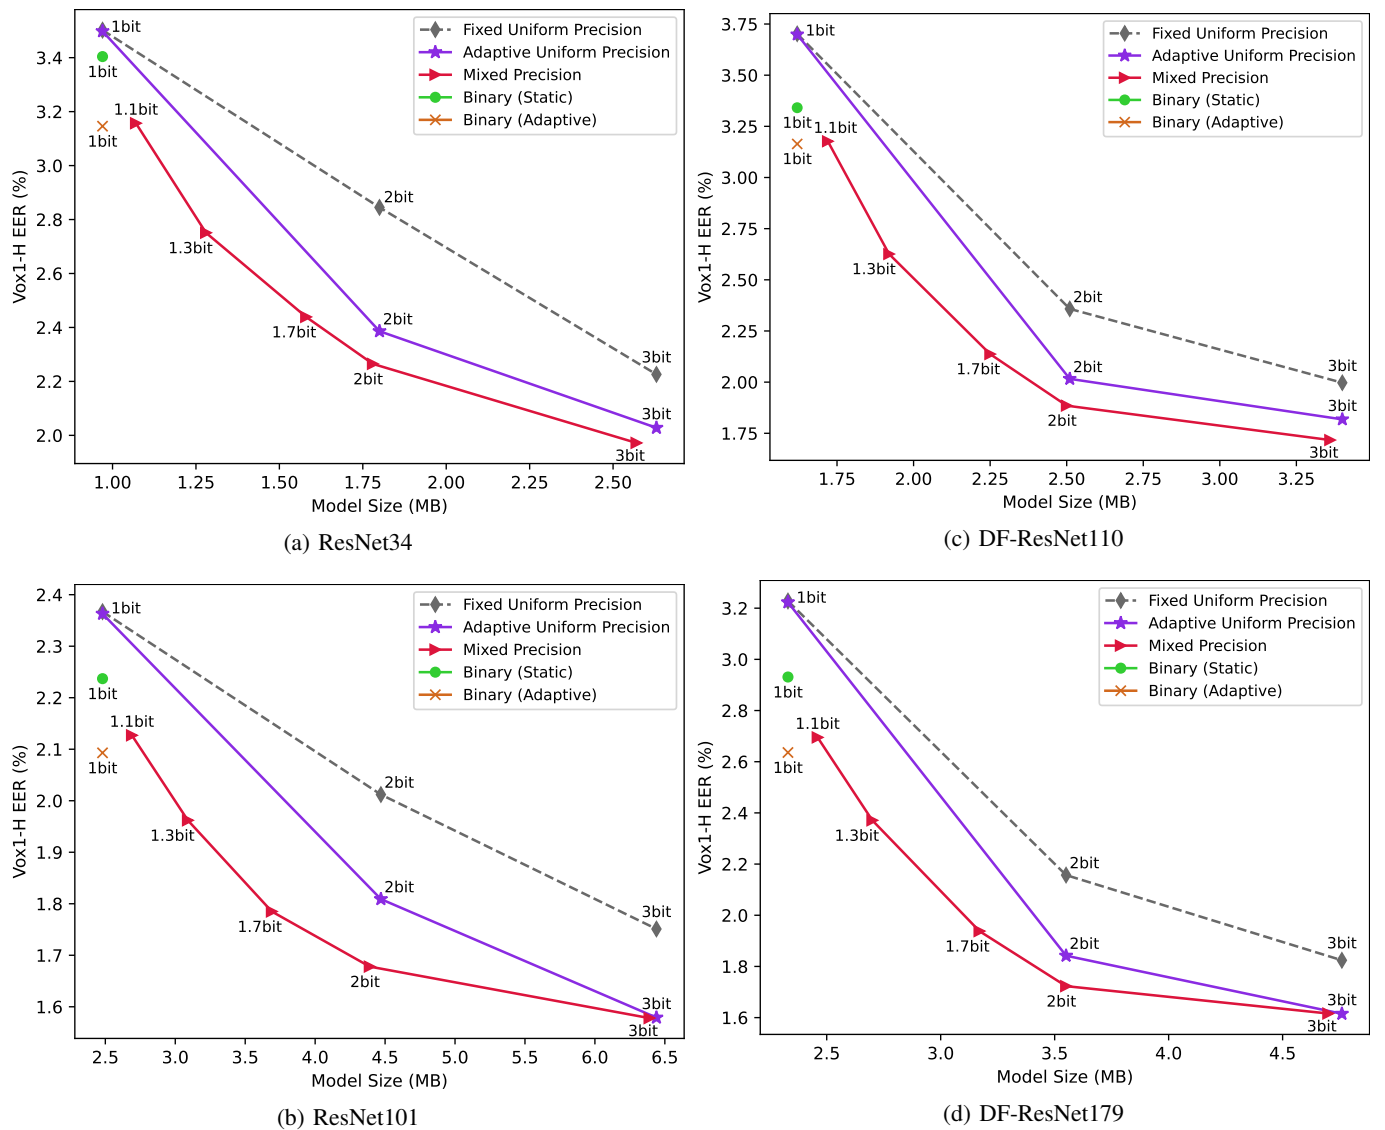 1bit
1bit
1.1bit
1bit
1.3bit
1.7bit
2bit
2bit
2bit
3bit
3bit
3bit
Fixed Uniform Precision
Adaptive Uniform Precision
Mixed Precision
Binary (Static)
Binary (Adaptive)
3.4
3.2
3.0
2.8
2.6
2.4
2.2
2.0
Vox1-H EER (%)
1.00 1.25 1.50 1.75 2.00 2.25 2.50
Model Size (MB)
(a) ResNet34
1bit
1bit
1.1bit
1bit
1.3bit
1.7bit
2bit
2bit
2bit
3bit
3bit
3bit
Fixed Uniform Precision
Adaptive Uniform Precision
Mixed Precision
Binary (Static)
Binary (Adaptive)
3.75
3.50
3.25
3.00
2.75
2.50
2.25
2.00
1.75
Vox1-H EER (%)
1.75 2.00 2.25 2.50 2.75 3.00 3.25
Model Size (MB)
(c) DF-ResNet110
1bit
1bit
1.1bit
1bit
1.3bit
1.7bit
2bit
2bit
2bit
3bit
3bit
3bit
Fixed Uniform Precision
Adaptive Uniform Precision
Mixed Precision
Binary (Static)
Binary (Adaptive)
2.4
2.3
2.2
2.1
2.0
1.9
1.8
1.7
1.6
Vox1-H EER (%)
2.5 3.0 3.5 4.0 4.5 5.0 5.5 6.0 6.5
Model Size (MB)
(b) ResNet101
1bit
1bit
1.1bit
1bit
1.3bit
1.7bit
2bit
2bit
2bit
3bit
3bit
3bit
Fixed Uniform Precision
Adaptive Uniform Precision
Mixed Precision
Binary (Static)
Binary (Adaptive)
3.2
3.0
2.8
2.6
2.4
2.2
2.0
1.8
1.6
Vox1-H EER (%)
2.5 3.0 3.5 4.0 4.5
Model Size (MB)
(d) DF-ResNet179